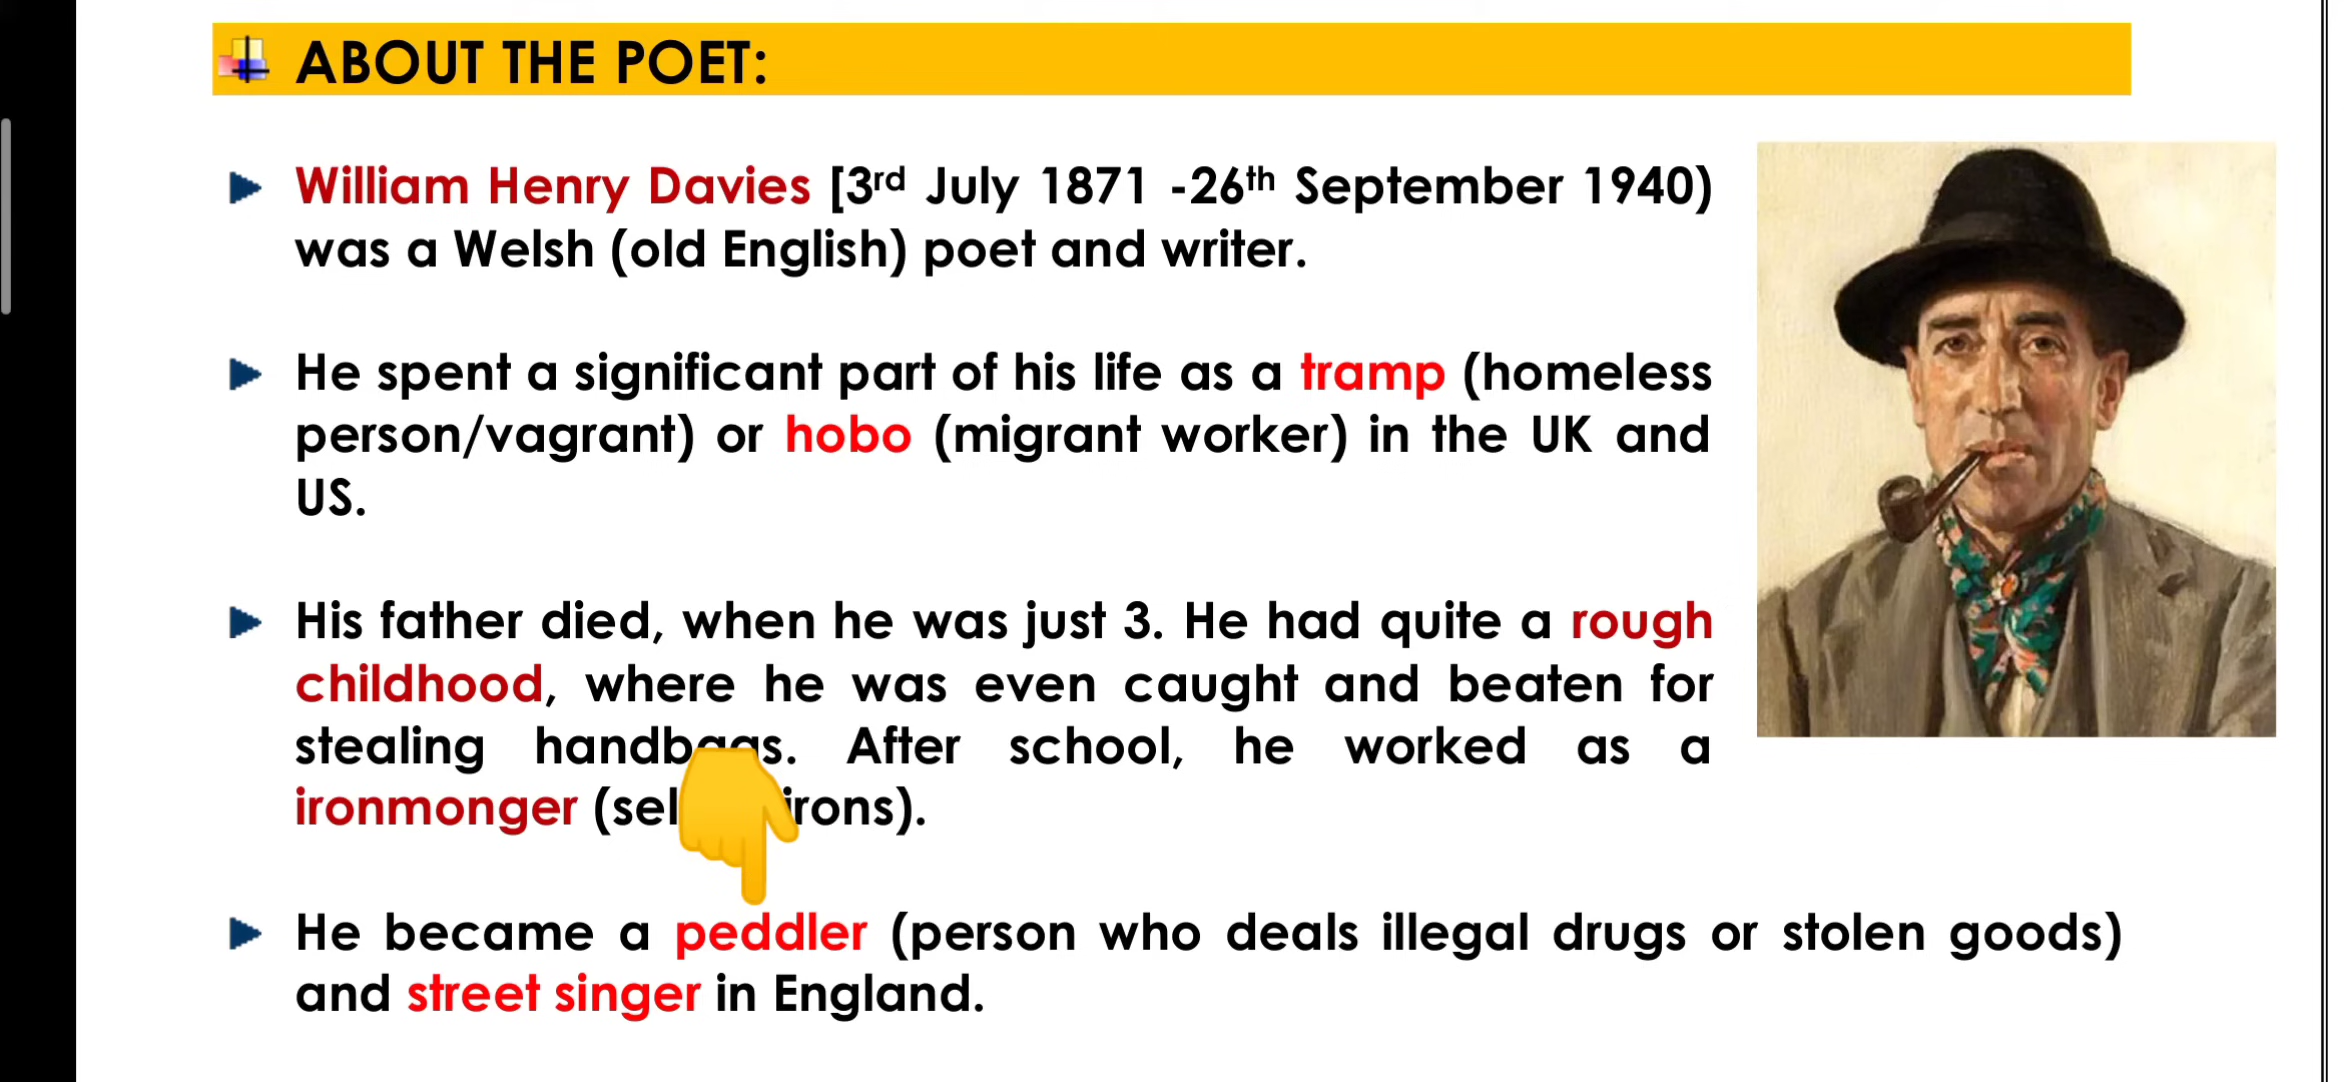 ABOUT THE POET:
William Henry Davies [3rd July 1871 -26th September 1940)
was a Welsh (old English) poet and writer.
He spent a significant part of his life as a tramp (homeless
person/vagrant) or hobo (migrant worker) in the UK and
US.
His father died, when he was just 3. He had quite a rough
childhood, where he was even caught and beaten for
stealing handbags. After school, he worked as a
ironmonger (sel irons).
He became a peddler (person who deals illegal drugs or stolen goods)
and street singer in England.